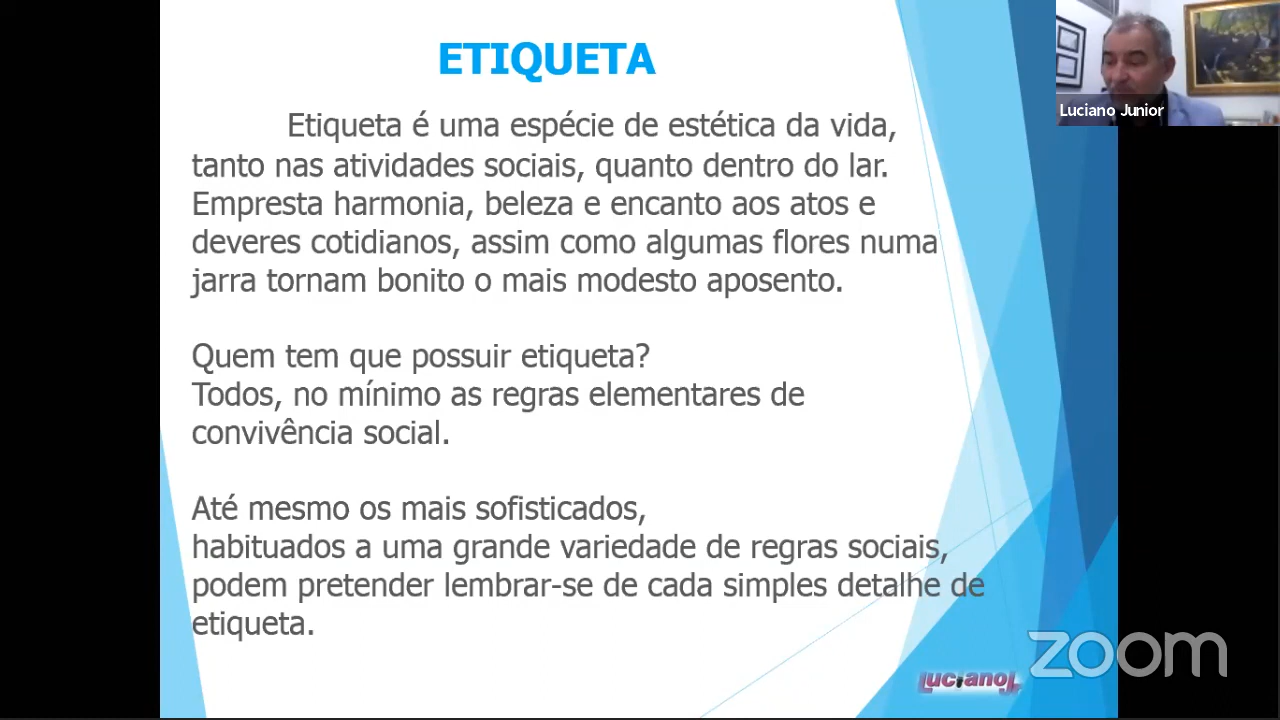 ETIQUETA
Etiqueta é uma espécie de estética da vida,
tanto nas atividades sociais, quanto dentro do lar.
Empresta harmonia, beleza e encanto aos atos e
deveres cotidianos, assim como algumas flores numa
jarra tornam bonito o mais modesto aposento.
Quem tem que possuir etiqueta?
Todos, no mínimo as regras elementares de
convivência social.
Até mesmo os mais sofisticados,
habituados a uma grande variedade de regras sociais,
podem pretender lembrar-se de cada simples detalhe de
etiqueta.
Luciano Junior
LucianoJr.
zoom